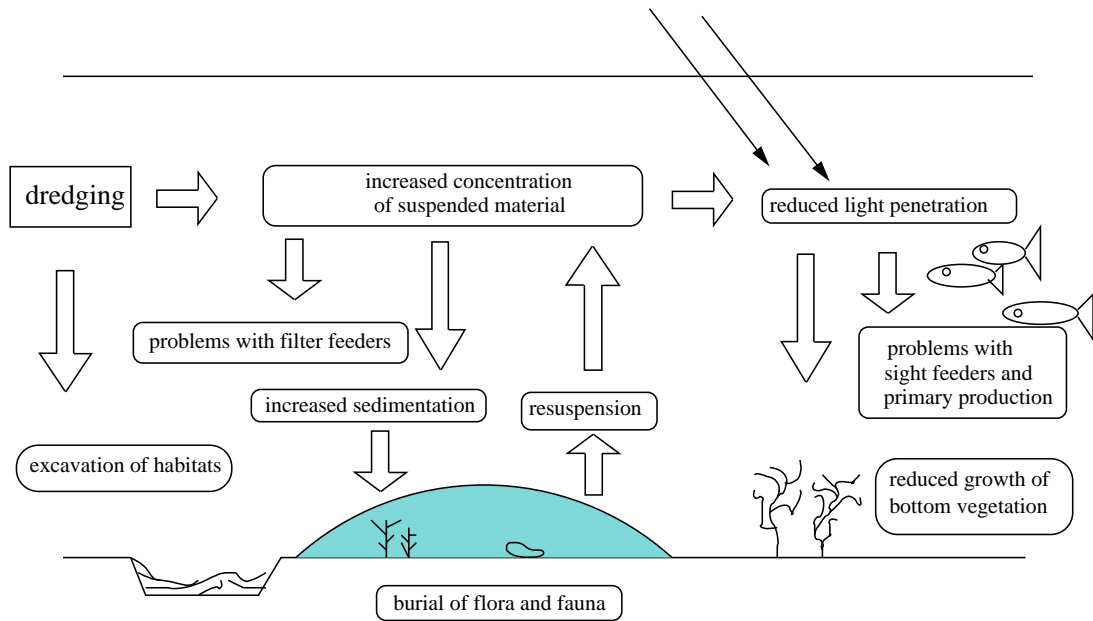 dredging
increased concentration
of suspended material
reduced light penetration
problems with filter feeders
problems with
sight feeders and
primary production
increased sedimentation
resuspension
excavation of habitats
reduced growth of
bottom vegetation
burial of flora and fauna